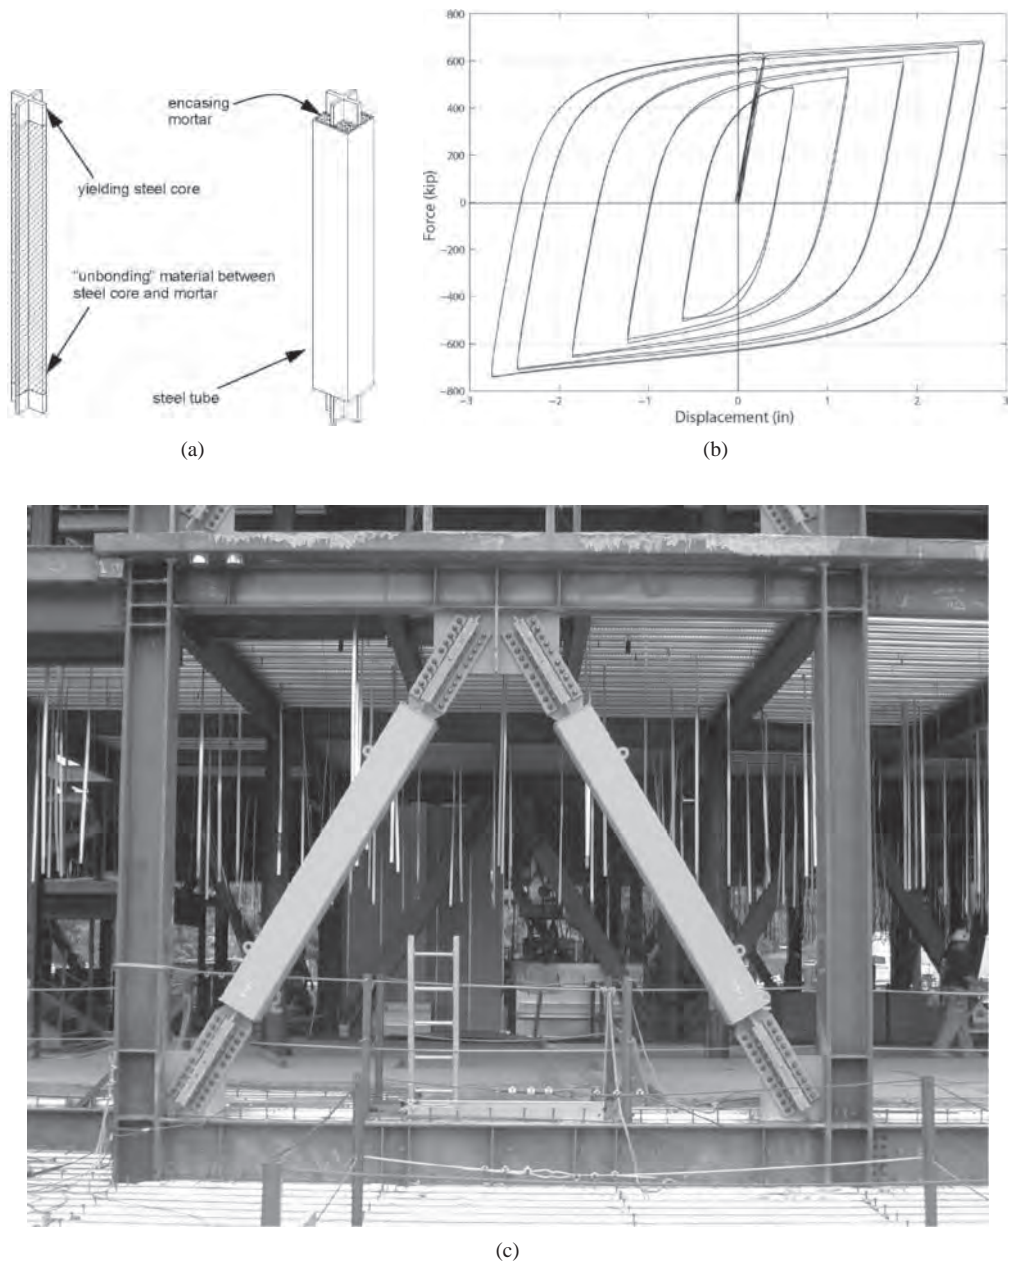 encasing
mortar
yielding steel core
"unbonding" material between
steel core and mortar
steel tube
(a)
800
600
400
200
0
−200
−400
−600
−800
Force (kip)
−3
−2
−1
0
1
2
3
Displacement (in)
(b)
(c)